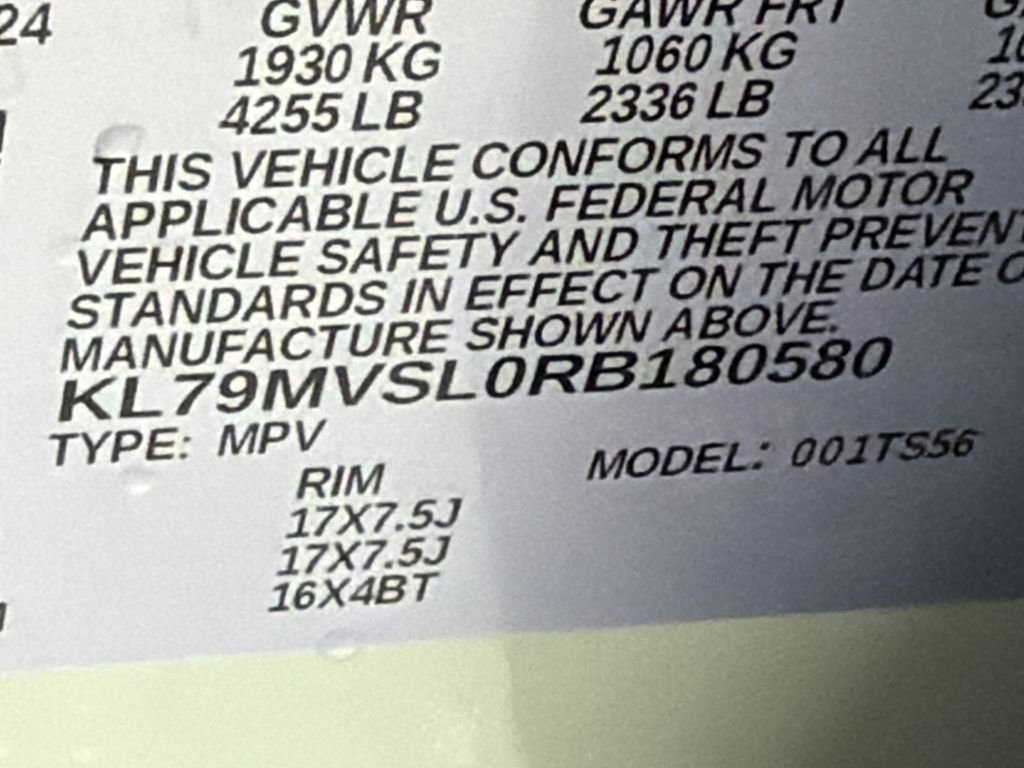 24 GVWR GAWR FRT
1930 KG 1060 KG
4255 LB 2336 LB 23
THIS VEHICLE CONFORMS TO ALL
APPLICABLE U.S. FEDERAL MOTOR
VEHICLE SAFETY AND THEFT PREVENT
STANDARDS IN EFFECT ON THE DATE O
MANUFACTURE SHOWN ABOVE.
KL79MVSL0RB180580
TYPE: MPV MODEL: 001TS56
RIM
17X7.5J
17X7.5J
16X4BT